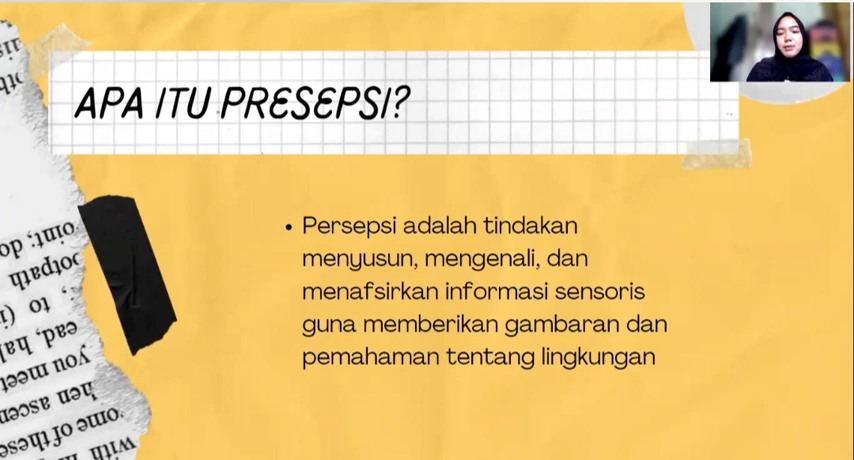 APA ITU PRESEPSI?
• Persepsi adalah tindakan
menyusun, mengenali, dan
menafsirkan informasi sensoris
guna memberikan gambaran dan
pemahaman tentang lingkungan